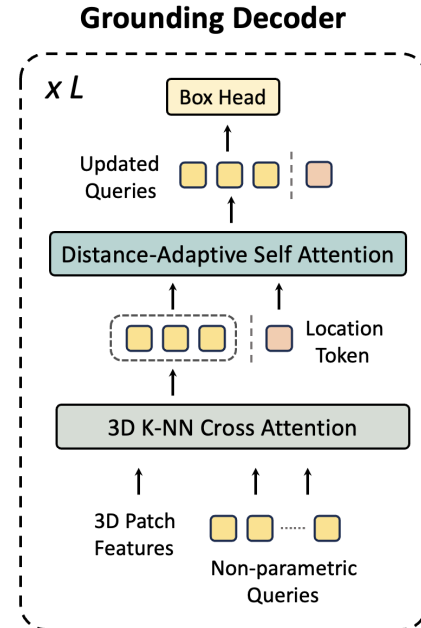 Grounding Decoder
x L
Box Head
Updated
Queries
Distance-Adaptive Self Attention
Location
Token
3D K-NN Cross Attention
3D Patch
Features
Non-parametric
Queries